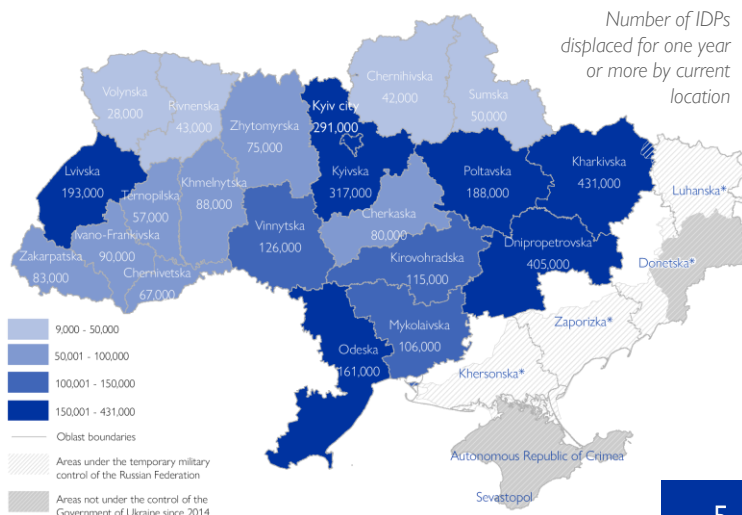 Number of IDPs
displaced for one year
or more by current
location
Volynska
28,000
Rivnenska
43,000
Zhytomyrska
75,000
Kyiv city
291,000
Chernihivska
42,000
Sumska
50,000
Lvivska
193,000
Ternopilska
57,000
Khmelnytska
88,000
Kyivska
317,000
Poltavska
188,000
Kharkivska
431,000
Luhanska*
Vinnytska
126,000
Cherkaska
80,000
Ivano-Frankivska
90,000
Zakarpatska
83,000
Chernivetska
67,000
Kirovohradska
115,000
Dnipropetrovska
405,000
Donetska*
Mykolaivska
106,000
Zaporizka*
Odeska
161,000
Khersonska*
Autonomous Republic of Crimea
Sevastopol
9,000 - 50,000
50,001 - 100,000
100,001 - 150,000
150,001 - 431,000
Oblast boundaries
Areas under the temporary military
control of the Russian Federation
Areas not under the control of the
Government of Ukraine since 2014